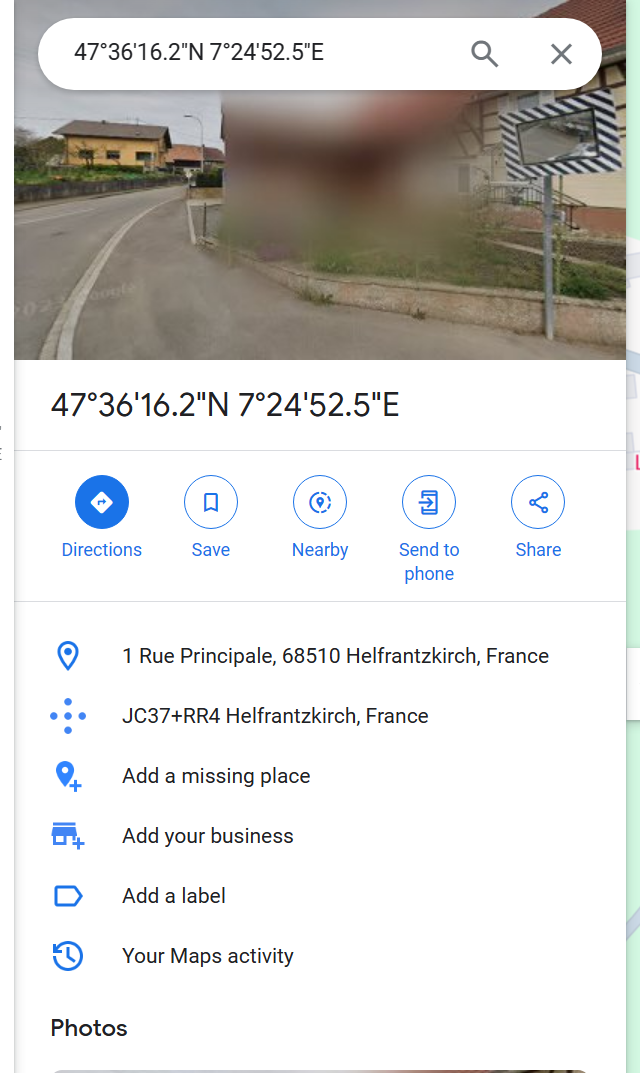 47°36'16.2"N 7°24'52.5"E
47°36'16.2"N 7°24'52.5"E
Directions
Save
Nearby
Send to
phone
Share
1 Rue Principale, 68510 Helfrantzkirch, France
JC37+RR4 Helfrantzkirch, France
Add a missing place
Add your business
Add a label
Your Maps activity
Photos